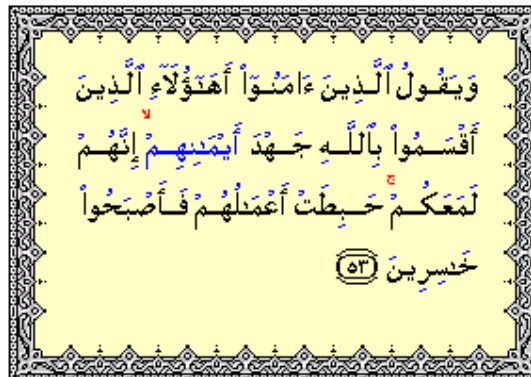 وَيَقُولُ ٱلَّذِينَ ءَامَنُوٓاْ أَهَـٰٓؤُلَآءِ ٱلَّذِينَ
أَقْسَمُواْ بِٱللَّهِ جَهْدَ أَيْمَـٰنِهِمْۙ إِنَّهُمْ
لَمَعَكُمْۚ حَبِطَتْ أَعْمَـٰلُهُمْ فَأَصْبَحُواْ
خَـٰسِرِينَ ٥٣